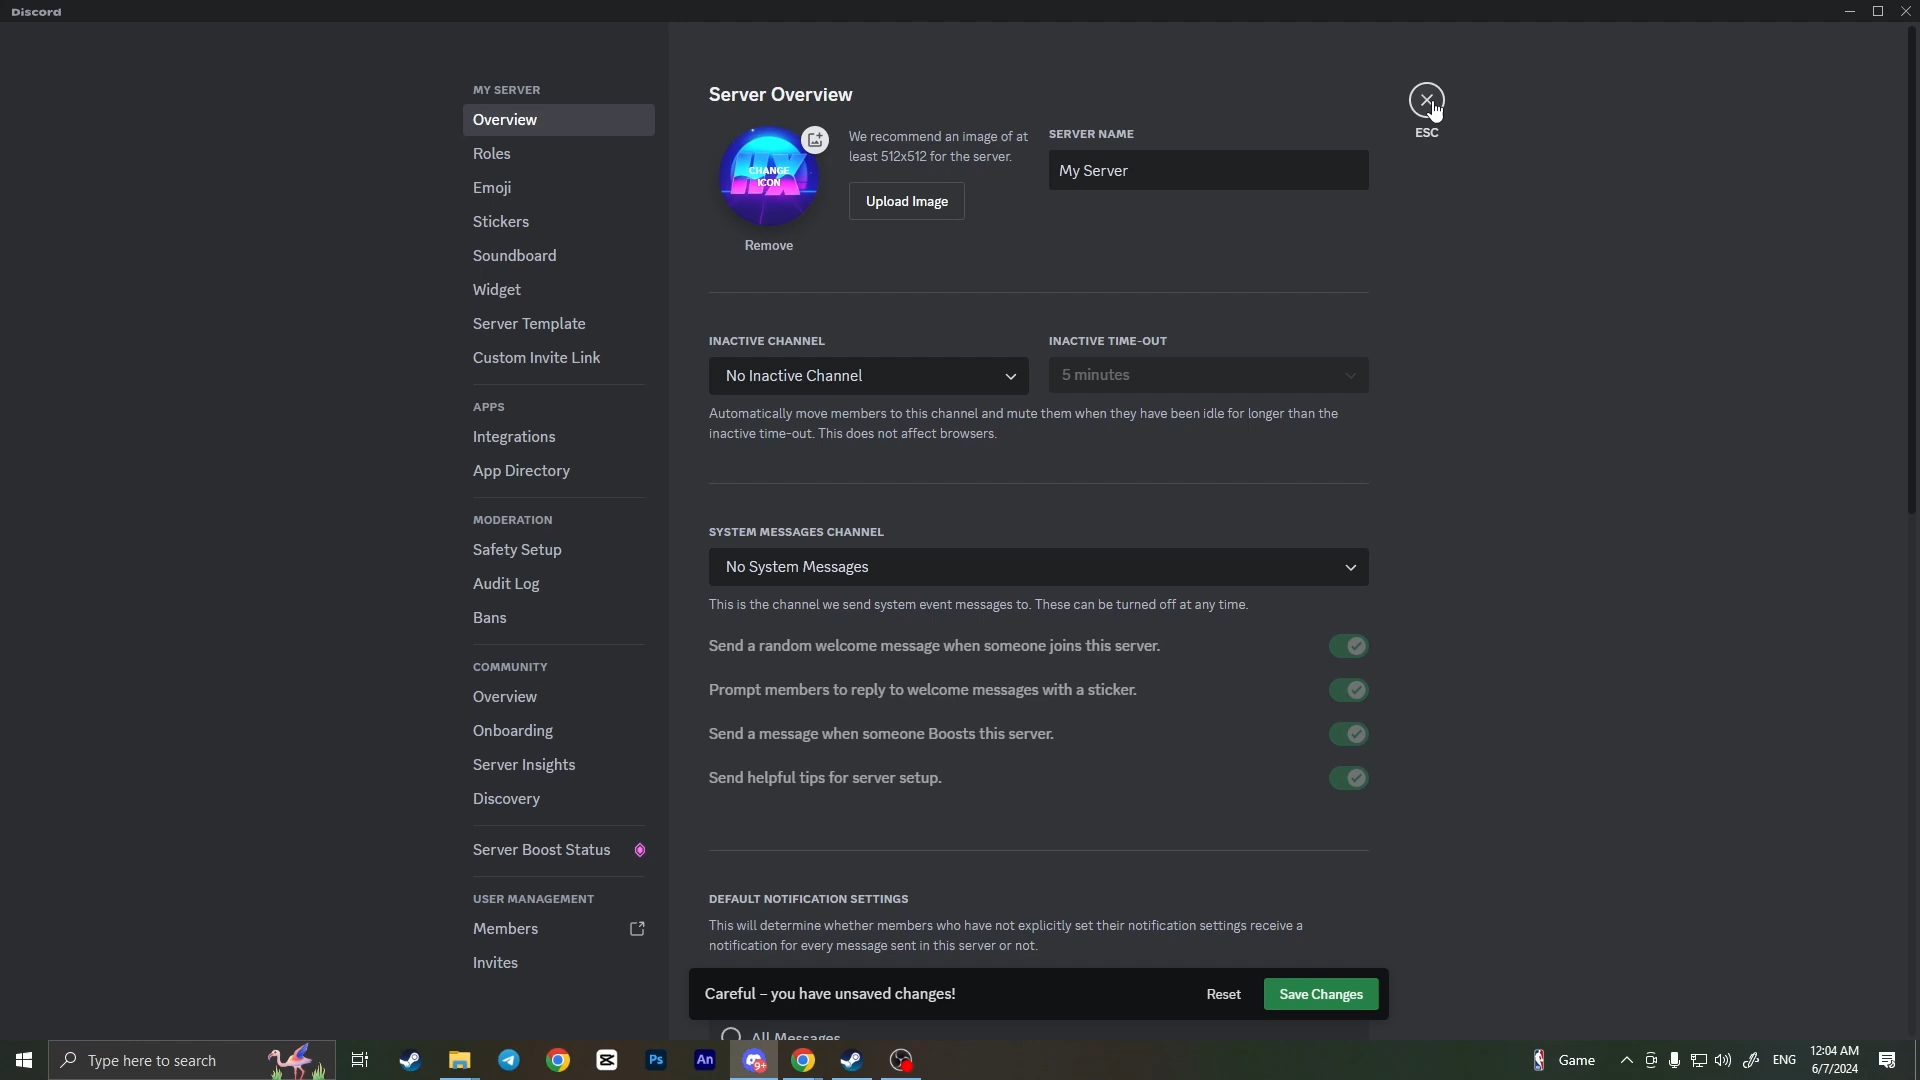 Discord
MY SERVER
Overview
Roles
Emoji
Stickers
Soundboard
Widget
Server Template
Custom Invite Link
APPS
Integrations
App Directory
MODERATION
Safety Setup
Audit Log
Bans
COMMUNITY
Overview
Onboarding
Server Insights
Discovery
Server Boost Status
USER MANAGEMENT
Members
Invites
Server Overview
CHANGE
ICON
Remove
We recommend an image of at
least 512x512 for the server.
Upload Image
SERVER NAME
My Server
ESC
INACTIVE CHANNEL
No Inactive Channel
INACTIVE TIME-OUT
5 minutes
Automatically move members to this channel and mute them when they have been idle for longer than the
inactive time-out. This does not affect browsers.
SYSTEM MESSAGES CHANNEL
No System Messages
This is the channel we send system event messages to. These can be turned off at any time.
Send a random welcome message when someone joins this server.
Prompt members to reply to welcome messages with a sticker.
Send a message when someone Boosts this server.
Send helpful tips for server setup.
DEFAULT NOTIFICATION SETTINGS
This will determine whether members who have not explicitly set their notification settings receive a
notification for every message sent in this server or not.
Careful – you have unsaved changes!
Reset
Save Changes
All Messages
Type here to search
Ps
An
9+
Game
ENG
12:04 AM
6/7/2024